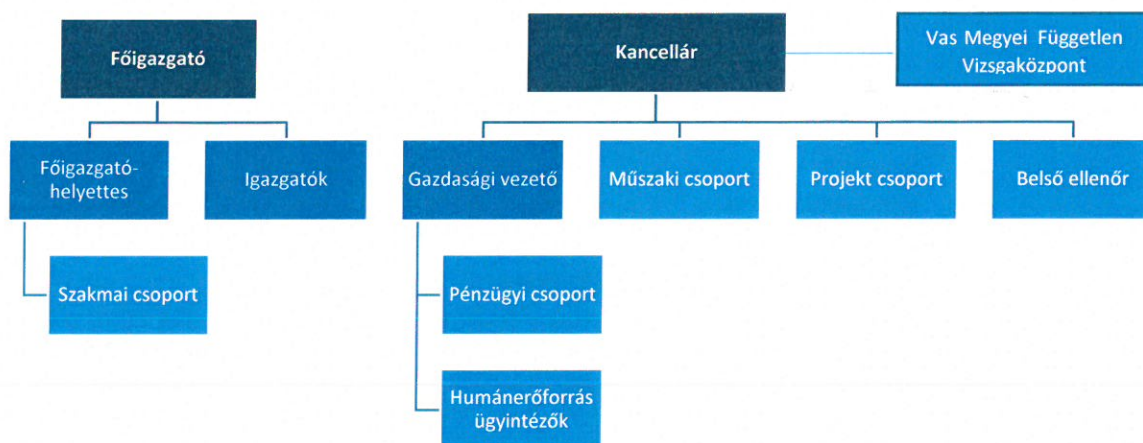 Főigazgató
Kancellár
Vas Megyei Független
Vizsgaközpont
Főigazgató-
helyettes
Igazgatók
Gazdasági vezető
Műszaki csoport
Projekt csoport
Belső ellenőr
Szakmai csoport
Pénzügyi csoport
Humánerőforrás
ügyintézők